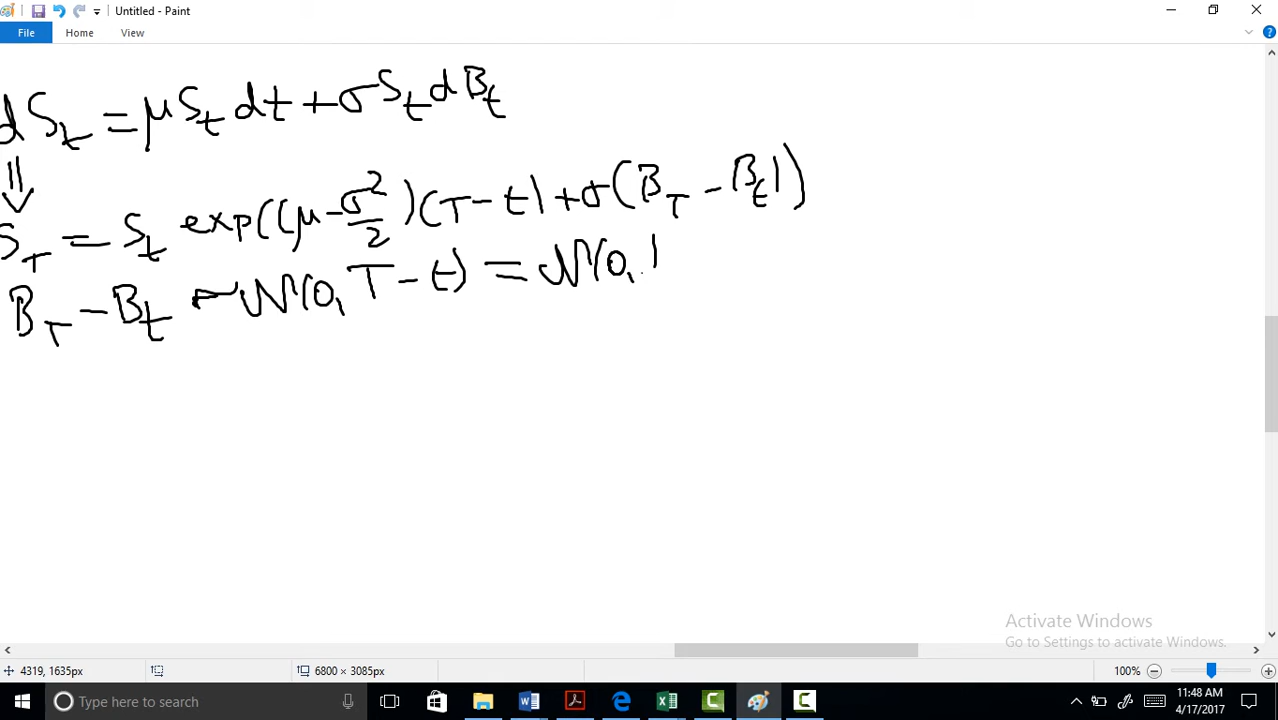 Untitled - Paint
File Home View
dS_t = μS_t dt + σS_t dB_t
⇓
S_T = S_t exp((μ - σ²/2)(T - t) + σ(B_T - B_t))
B_T - B_t ~ N(0, T - t) = N(0, 1
Activate Windows
Go to Settings to activate Windows.
4319, 1635px 6800 × 3085px 100%
Type here to search
11:48 AM
4/17/2017